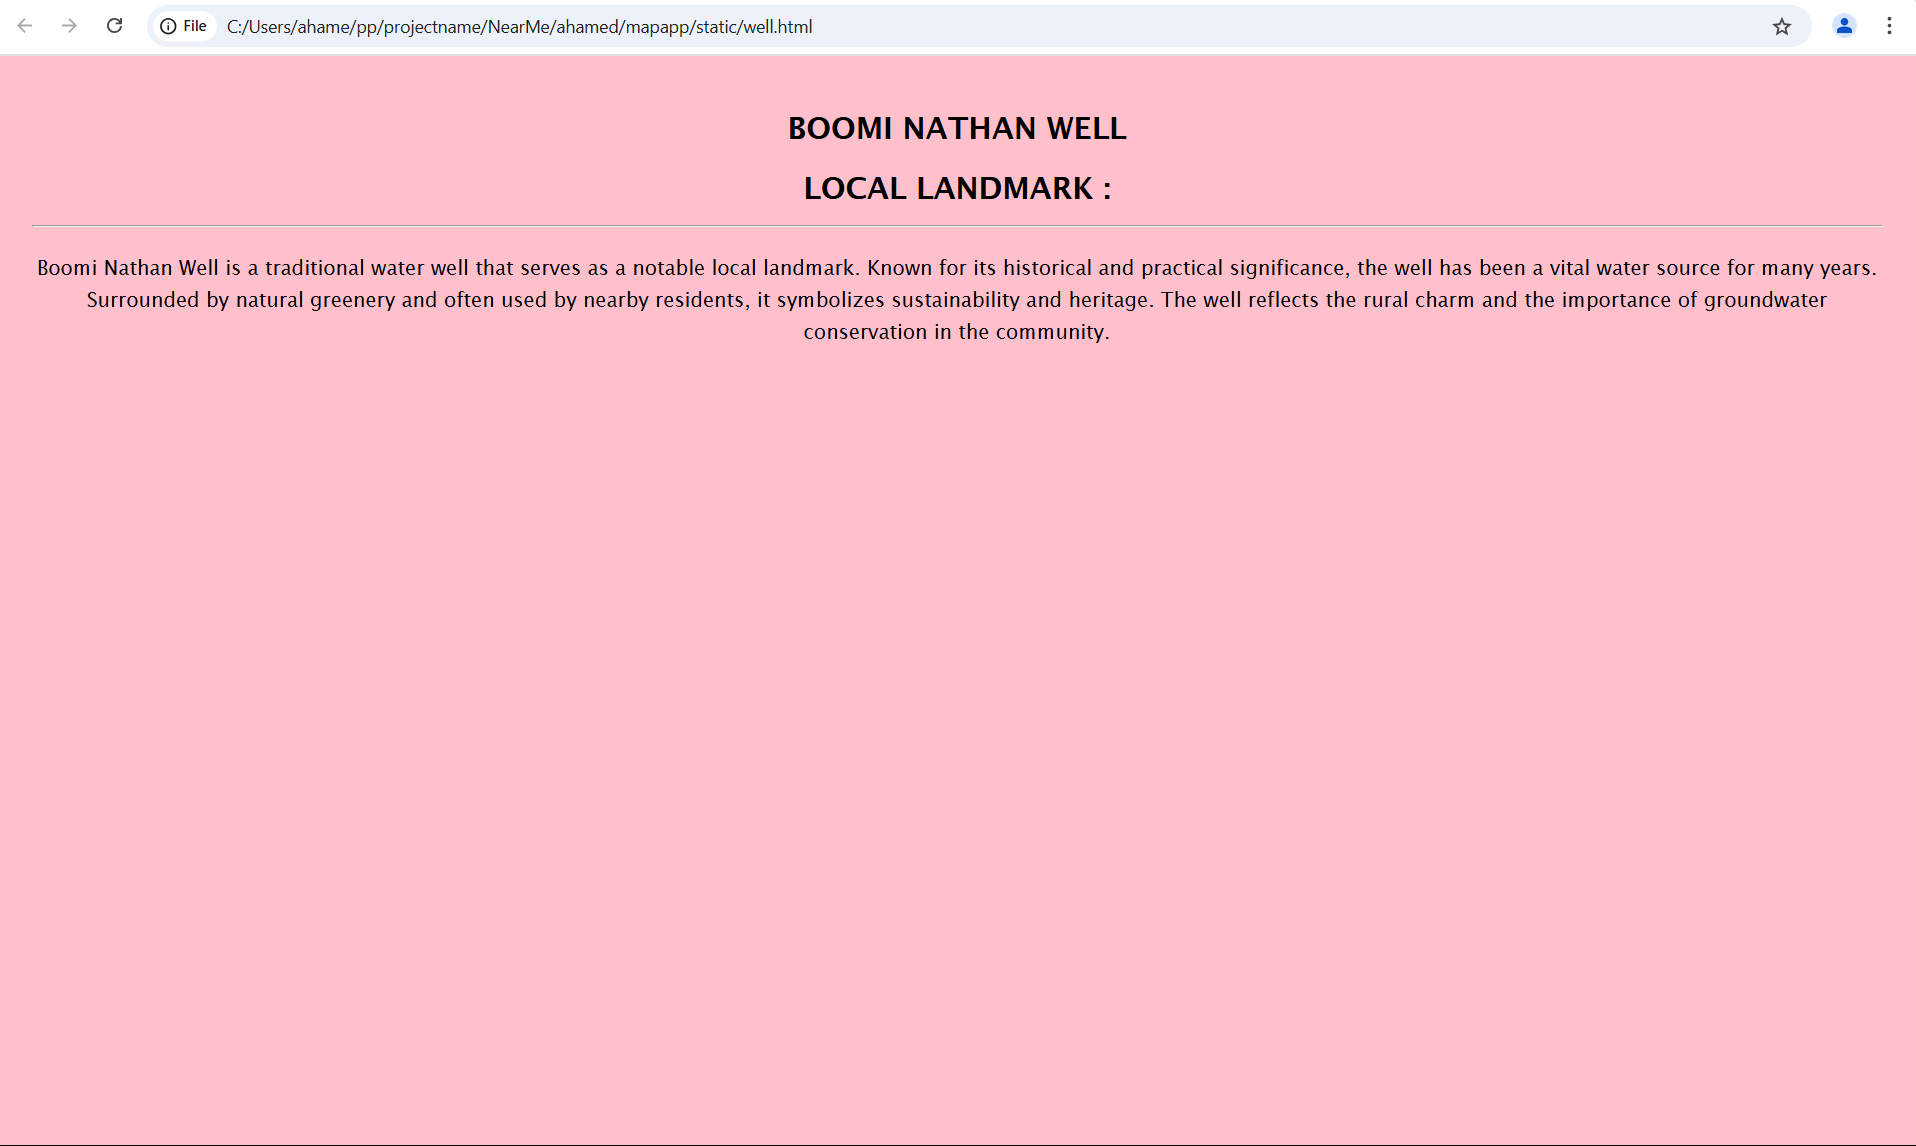 File C:/Users/ahame/pp/projectname/NearMe/ahamed/mapapp/static/well.html
BOOMI NATHAN WELL
LOCAL LANDMARK :
Boomi Nathan Well is a traditional water well that serves as a notable local landmark. Known for its historical and practical significance, the well has been a vital water source for many years.
Surrounded by natural greenery and often used by nearby residents, it symbolizes sustainability and heritage. The well reflects the rural charm and the importance of groundwater
conservation in the community.